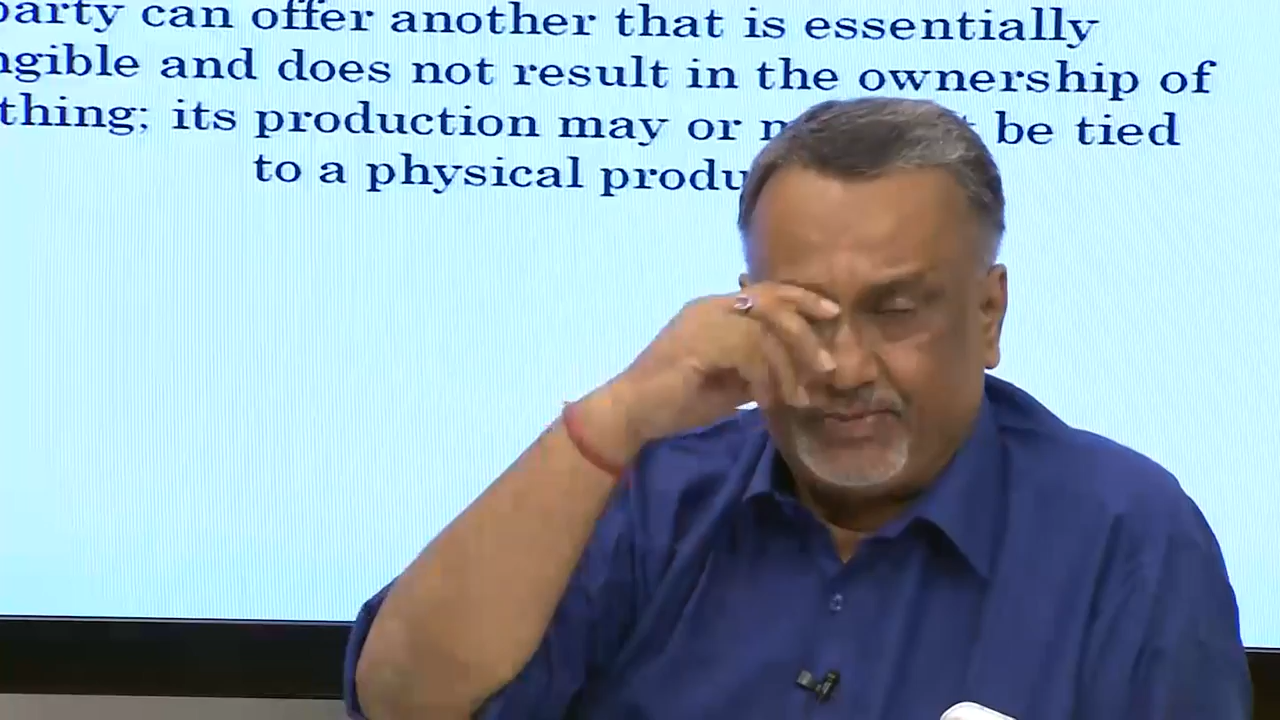 party can offer another that is essentially
ngible and does not result in the ownership of
thing; its production may or be tied
to a physical produ